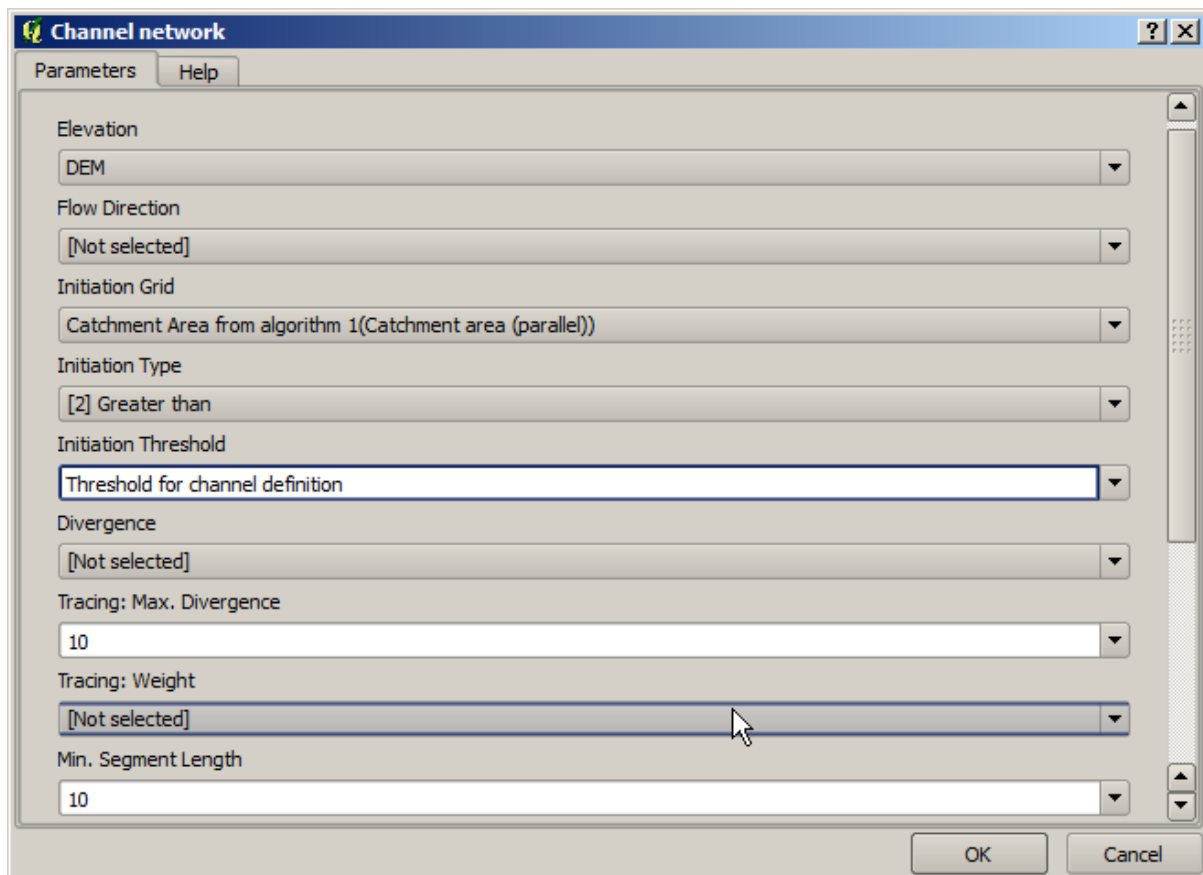 Channel network
Parameters Help
Elevation
DEM
Flow Direction
[Not selected]
Initiation Grid
Catchment Area from algorithm 1(Catchment area (parallel))
Initiation Type
[2] Greater than
Initiation Threshold
Threshold for channel definition
Divergence
[Not selected]
Tracing: Max. Divergence
10
Tracing: Weight
[Not selected]
Min. Segment Length
10
OK Cancel